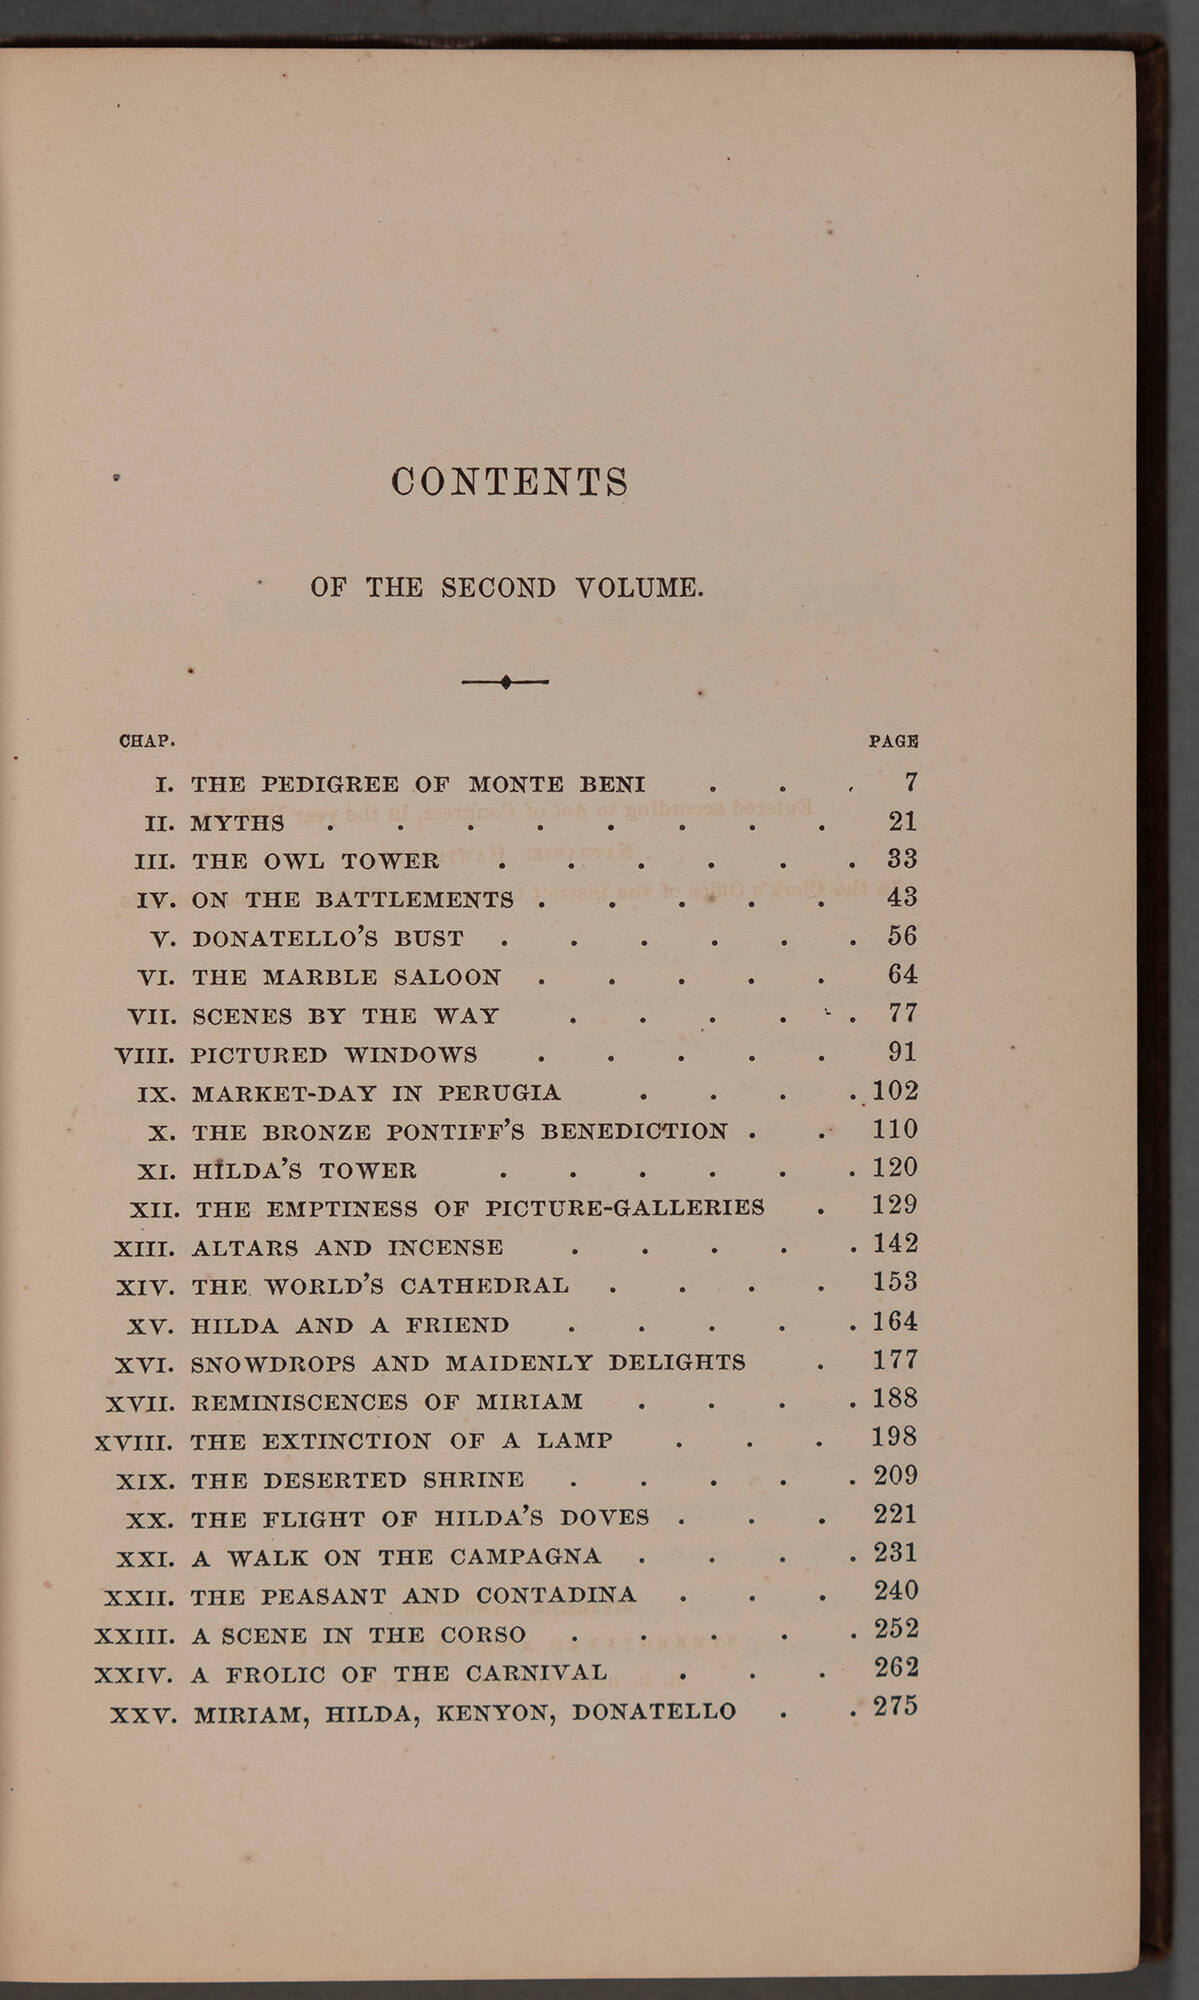 CONTENTS
OF THE SECOND VOLUME.
CHAP. PAGE
I. THE PEDIGREE OF MONTE BENI . . . 7
II. MYTHS . . . . . . . . 21
III. THE OWL TOWER . . . . . . 33
IV. ON THE BATTLEMENTS . . . . . 43
V. DONATELLO'S BUST . . . . . . 56
VI. THE MARBLE SALOON . . . . . 64
VII. SCENES BY THE WAY . . . . . 77
VIII. PICTURED WINDOWS . . . . . 91
IX. MARKET-DAY IN PERUGIA . . . . 102
X. THE BRONZE PONTIFF'S BENEDICTION . . 110
XI. HILDA'S TOWER . . . . . . 120
XII. THE EMPTINESS OF PICTURE-GALLERIES . 129
XIII. ALTARS AND INCENSE . . . . . 142
XIV. THE WORLD'S CATHEDRAL . . . . 153
XV. HILDA AND A FRIEND . . . . . 164
XVI. SNOWDROPS AND MAIDENLY DELIGHTS . 177
XVII. REMINISCENCES OF MIRIAM . . . . 188
XVIII. THE EXTINCTION OF A LAMP . . . 198
XIX. THE DESERTED SHRINE . . . . . 209
XX. THE FLIGHT OF HILDA'S DOVES . . . 221
XXI. A WALK ON THE CAMPAGNA . . . . 231
XXII. THE PEASANT AND CONTADINA . . . 240
XXIII. A SCENE IN THE CORSO . . . . . 252
XXIV. A FROLIC OF THE CARNIVAL . . . 262
XXV. MIRIAM, HILDA, KENYON, DONATELLO . . 275